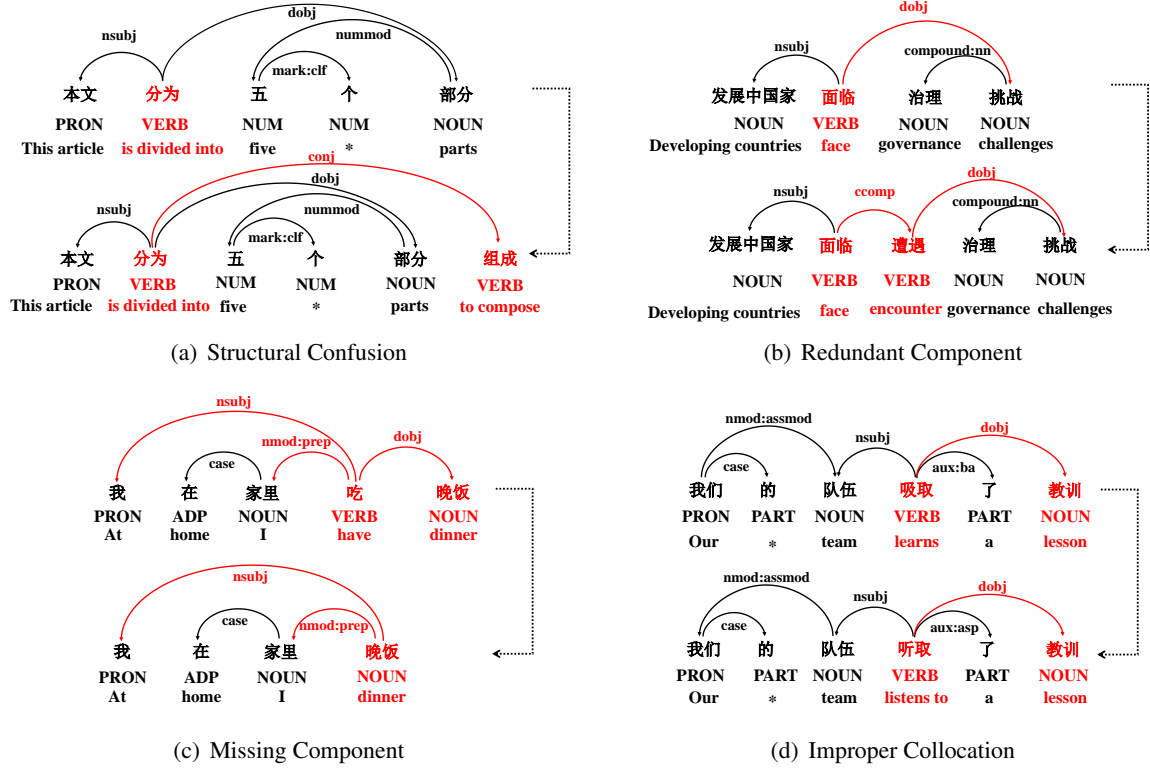 dobj
nsubj
nummod
mark:clf
本文 分为 五 个 部分
PRON VERB NUM NUM NOUN
This article is divided into five * parts
conj
dobj
nsubj
nummod
mark:clf
本文 分为 五 个 部分 组成
PRON VERB NUM NUM NOUN VERB
This article is divided into five * parts to compose
(a) Structural Confusion
dobj
nsubj
compound:nn
发展中国家 面临 治理 挑战
NOUN VERB NOUN NOUN
Developing countries face governance challenges
nsubj
ccomp
dobj
compound:nn
发展中国家 面临 遭遇 治理 挑战
NOUN VERB VERB NOUN NOUN
Developing countries face encounter governance challenges
(b) Redundant Component
nsubj
case
nmod:prep
dobj
我 在 家里 吃 晚饭
PRON ADP NOUN VERB NOUN
At home I have dinner
nsubj
case
nmod:prep
我 在 家里 晚饭
PRON ADP NOUN NOUN
At home I dinner
(c) Missing Component
nmod:assmod
case
nsubj
dobj
aux:ba
我们 的 队伍 吸取 了 教训
PRON PART NOUN VERB PART NOUN
Our * team learns a lesson
nmod:assmod
case
nsubj
dobj
aux:asp
我们 的 队伍 听取 了 教训
PRON PART NOUN VERB PART NOUN
Our * team listens to a lesson
(d) Improper Collocation